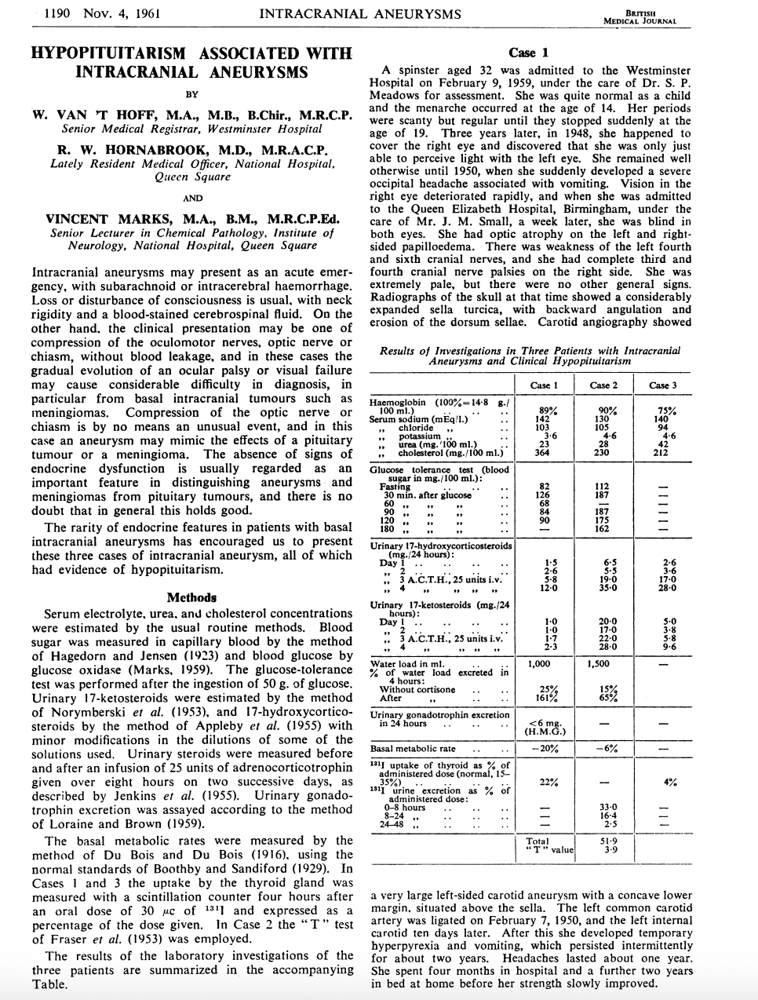 1190 Nov. 4, 1961
INTRACRANIAL ANEURYSMS
BRITISH
MEDICAL JOURNAL
HYPOPITUITARISM ASSOCIATED WITH
INTRACRANIAL ANEURYSMS
BY
W. VAN 'T HOFF, M.A., M.B., B.Chir., M.R.C.P.
Senior Medical Registrar, Westminster Hospital
R. W. HORNABROOK, M.D., M.R.A.C.P.
Lately Resident Medical Officer, National Hospital,
Queen Square
AND
VINCENT MARKS, M.A., B.M., M.R.C.P.Ed.
Senior Lecturer in Chemical Pathology, Institute of
Neurology, National Hospital, Queen Square
Intracranial aneurysms may present as an acute emer-
gency, with subarachnoid or intracerebral haemorrhage.
Loss or disturbance of consciousness is usual, with neck
rigidity and a blood-stained cerebrospinal fluid. On the
other hand, the clinical presentation may be one of
compression of the oculomotor nerves, optic nerve or
chiasm, without blood leakage, and in these cases the
gradual evolution of an ocular palsy or visual failure
may cause considerable difficulty in diagnosis, in
particular from basal intracranial tumours such as
meningiomas. Compression of the optic nerve or
chiasm is by no means an unusual event, and in this
case an aneurysm may mimic the effects of a pituitary
tumour or a meningioma. The absence of signs of
endocrine dysfunction is usually regarded as an
important feature in distinguishing aneurysms and
meningiomas from pituitary tumours, and there is no
doubt that in general this holds good.
The rarity of endocrine features in patients with basal
intracranial aneurysms has encouraged us to present
these three cases of intracranial aneurysm, all of which
had evidence of hypopituitarism.
Methods
Serum electrolyte, urea, and cholesterol concentrations
were estimated by the usual routine methods. Blood
sugar was measured in capillary blood by the method
of Hagedorn and Jensen (1923) and blood glucose by
glucose oxidase (Marks, 1959). The glucose-tolerance
test was performed after the ingestion of 50 g. of glucose.
Urinary 17-ketosteroids were estimated by the method
of Norymberski et al. (1953), and 17-hydroxycortico-
steroids by the method of Appleby et al. (1955) with
minor modifications in the dilutions of some of the
solutions used. Urinary steroids were measured before
and after an infusion of 25 units of adrenocorticotrophin
given over eight hours on two successive days, as
described by Jenkins et al. (1955). Urinary gonado-
trophin excretion was assayed according to the method
of Loraine and Brown (1959).
The basal metabolic rates were measured by the
method of Du Bois and Du Bois (1916), using the
normal standards of Boothby and Sandiford (1929). In
Cases 1 and 3 the uptake by the thyroid gland was
measured with a scintillation counter four hours after
an oral dose of 30 μc of ¹³¹I and expressed as a
percentage of the dose given. In Case 2 the "T" test
of Fraser et al. (1953) was employed.
The results of the laboratory investigations of the
three patients are summarized in the accompanying
Table.
Case 1
A spinster aged 32 was admitted to the Westminster
Hospital on February 9, 1959, under the care of Dr. S. P.
Meadows for assessment. She was quite normal as a child
and the menarche occurred at the age of 14. Her periods
were scanty but regular until they stopped suddenly at the
age of 19. Three years later, in 1948, she happened to
cover the right eye and discovered that she was only just
able to perceive light with the left eye. She remained well
otherwise until 1950, when she suddenly developed a severe
occipital headache associated with vomiting. Vision in the
right eye deteriorated rapidly, and when she was admitted
to the Queen Elizabeth Hospital, Birmingham, under the
care of Mr. J. M. Small, a week later, she was blind in
both eyes. She had optic atrophy on the left and right-
sided papilloedema. There was weakness of the left fourth
and sixth cranial nerves, and she had complete third and
fourth cranial nerve palsies on the right side. She was
extremely pale, but there were no other general signs.
Radiographs of the skull at that time showed a considerably
expanded sella turcica, with backward angulation and
erosion of the dorsum sellae. Carotid angiography showed
Results of Investigations in Three Patients with Intracranial
Aneurysms and Clinical Hypopituitarism
Case 1 Case 2 Case 3
Haemoglobin (100%=14·8 g./
100 ml.) .. .. .. 89% 90% 75%
Serum sodium (mEq/l.) .. 142 130 140
,, chloride ,, .. 103 105 94
,, potassium ,, .. 3·6 4·6 4·6
,, urea (mg./100 ml.) .. 23 28 42
,, cholesterol (mg./100 ml.) 364 230 212
Glucose tolerance test (blood
sugar in mg./100 ml.):
Fasting .. .. .. 82 112 —
30 min. after glucose .. 126 187 —
60 ,, ,, ,, .. 68 — —
90 ,, ,, ,, .. 84 187 —
120 ,, ,, ,, .. 90 175 —
180 ,, ,, ,, .. — 162 —
Urinary 17-hydroxycorticosteroids
(mg./24 hours):
Day 1 .. .. .. .. 1·5 6·5 2·6
,, 2 .. .. .. .. 2·6 5·5 3·6
,, 3 A.C.T.H., 25 units i.v. 5·8 19·0 17·0
,, 4 ,, ,, ,, ,, 12·0 35·0 28·0
Urinary 17-ketosteroids (mg./24
hours):
Day 1 .. .. .. .. 1·0 20·0 5·0
,, 2 .. .. .. .. 1·0 17·0 3·8
,, 3 A.C.T.H., 25 units i.v. 1·7 22·0 5·8
,, 4 ,, ,, ,, ,, 2·3 28·0 9·6
Water load in ml. .. .. 1,000 1,500 —
% of water load excreted in
4 hours:
Without cortisone .. .. 25% 15%
After ,, .. .. 161% 65%
Urinary gonadotrophin excretion
in 24 hours .. .. .. <6 mg. — —
(H.M.G.)
Basal metabolic rate .. .. −20% −6% —
¹³¹I uptake of thyroid as % of
administered dose (normal, 15–
35%) .. .. .. .. 22% — 4%
¹³¹I urine excretion as % of
administered dose:
0–8 hours .. .. .. — 33·0 —
8–24 ,, .. .. .. — 16·4 —
24–48 ,, .. .. .. — 2·5 —
Total 51·9
"T" value 3·9
a very large left-sided carotid aneurysm with a concave lower
margin, situated above the sella. The left common carotid
artery was ligated on February 7, 1950, and the left internal
carotid ten days later. After this she developed temporary
hyperpyrexia and vomiting, which persisted intermittently
for about two years. Headaches lasted about one year.
She spent four months in hospital and a further two years
in bed at home before her strength slowly improved.